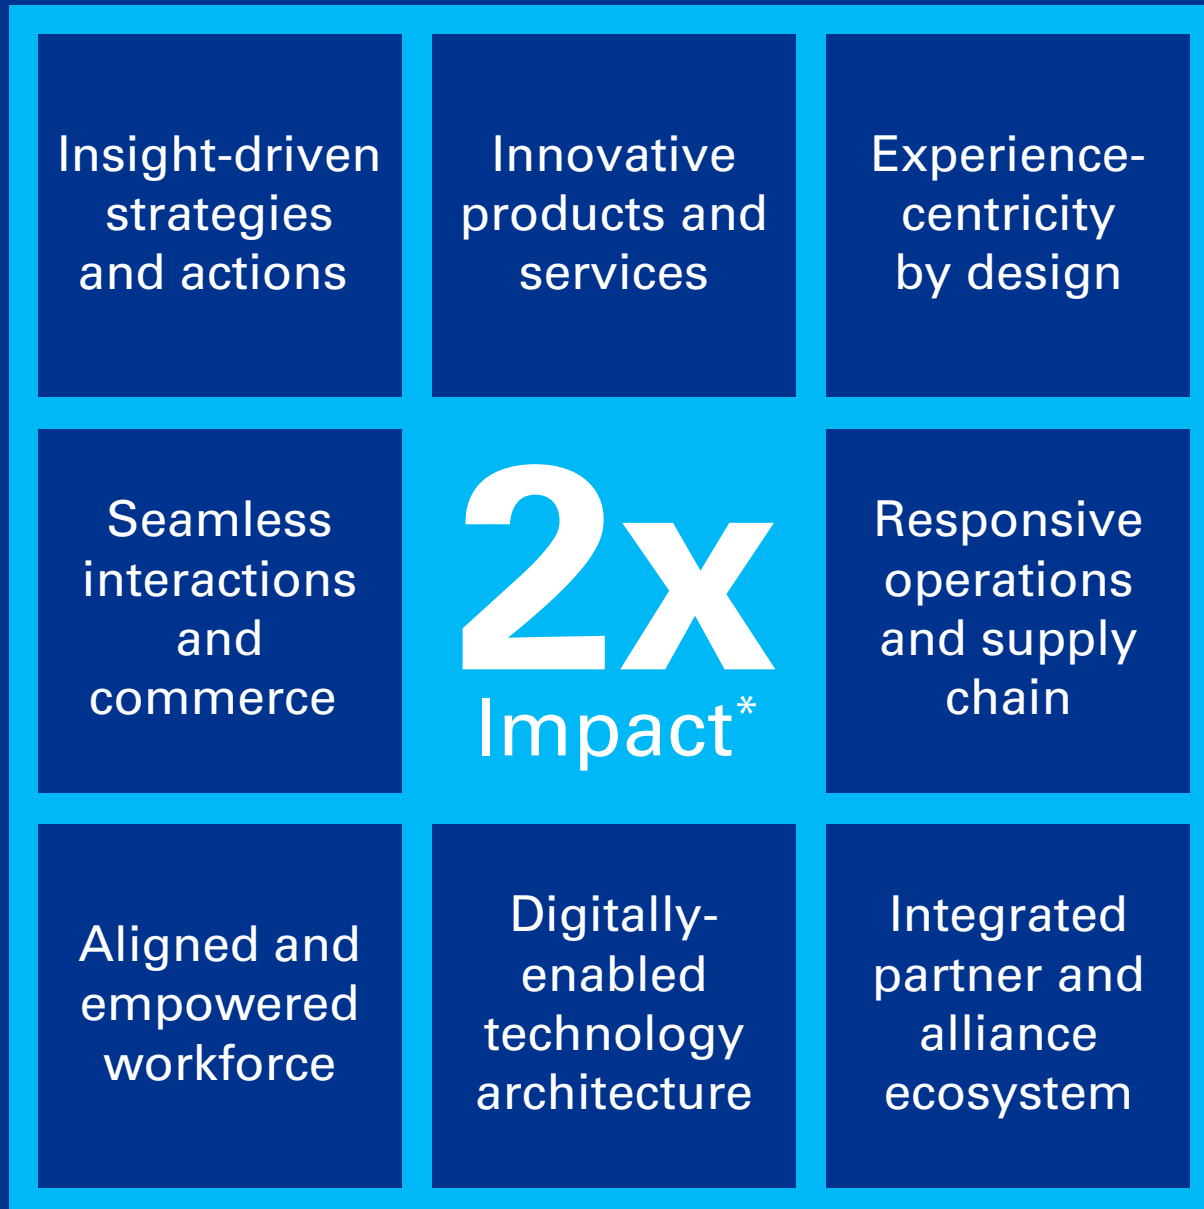 Insight-driven
strategies
and actions
Innovative
products and
services
Experience-
centricity
by design
Seamless
interactions
and
commerce
2x
Impact*
Responsive
operations
and supply
chain
Aligned and
empowered
workforce
Digitally-
enabled
technology
architecture
Integrated
partner and
alliance
ecosystem